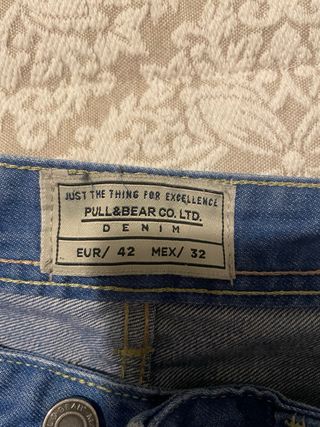 JUST THE THING FOR EXCELLENCE
PULL&BEAR CO. LTD.
DENIM
EUR/ 42 MEX/ 32